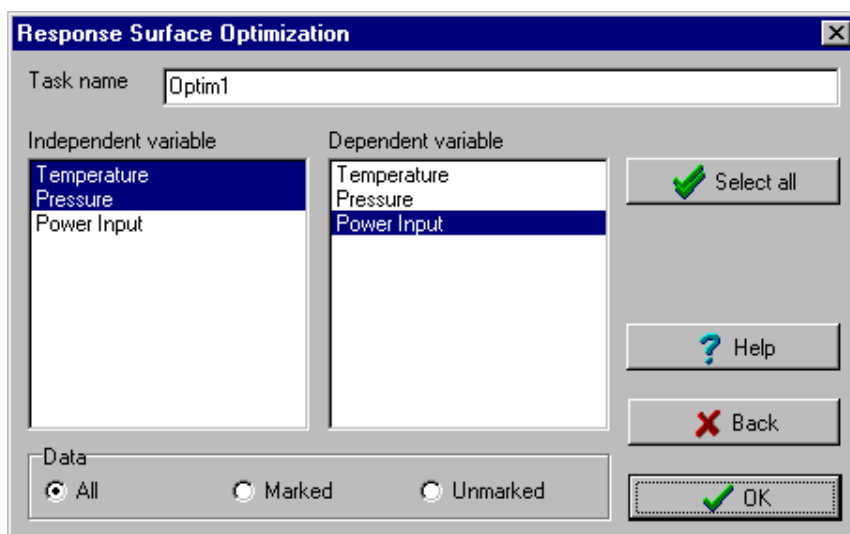 Response Surface Optimization
Task name Optim1
Independent variable
Temperature
Pressure
Power Input
Dependent variable
Temperature
Pressure
Power Input
Select all
Help
Back
OK
Data
All Marked Unmarked